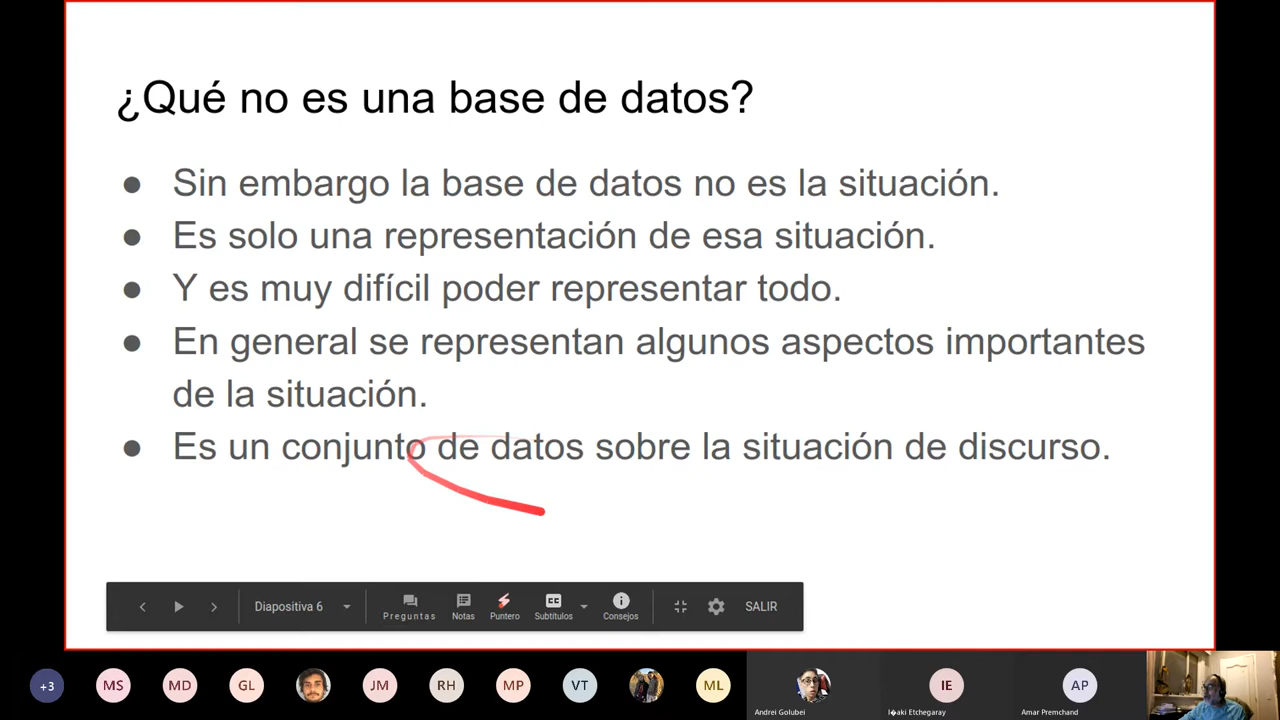 ¿Qué no es una base de datos?
● Sin embargo la base de datos no es la situación.
● Es solo una representación de esa situación.
● Y es muy difícil poder representar todo.
● En general se representan algunos aspectos importantes
de la situación.
● Es un conjunto de datos sobre la situación de discurso.
Diapositiva 6
Preguntas
Notas
Puntero
CC
Subtítulos
Consejos
SALIR
+3
MS
MD
GL
JM
RH
MP
VT
ML
Andrei Golubei
IE
I�aki Etchegaray
AP
Amar Premchand